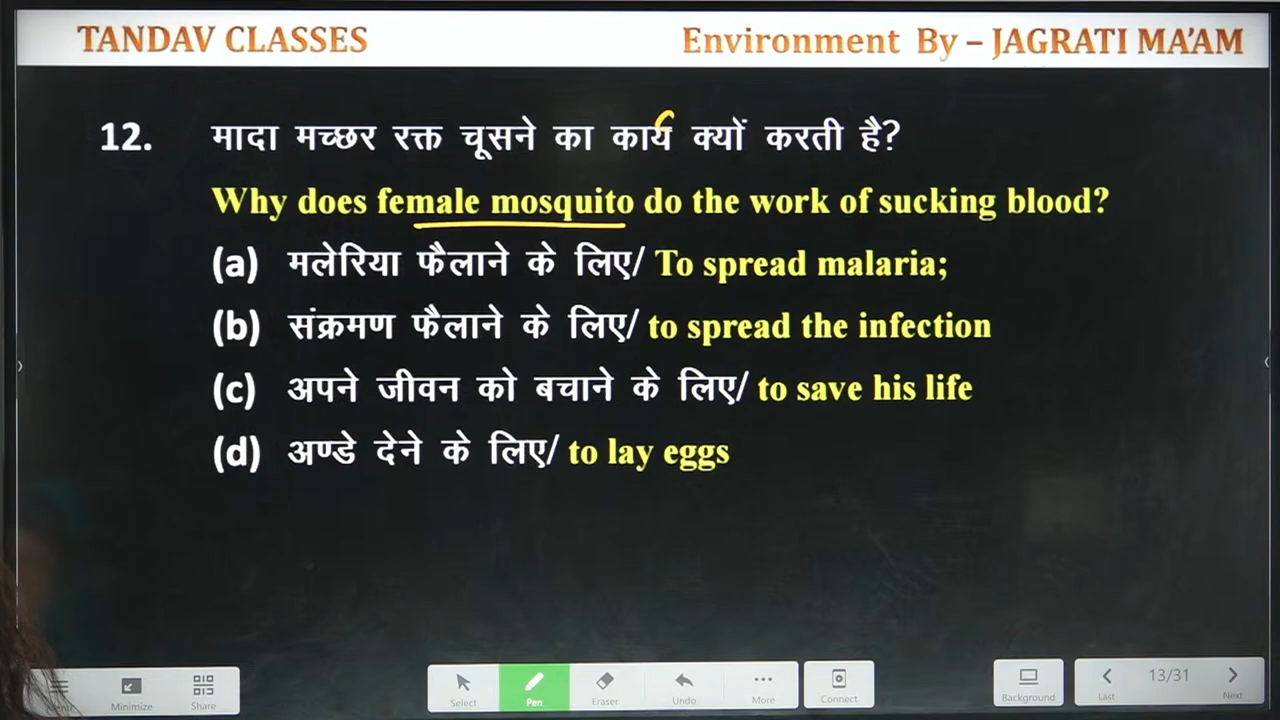 TANDAV CLASSES
Environment By – JAGRATI MA'AM
12. मादा मच्छर रक्त चूसने का कार्य क्यों करती है?
Why does female mosquito do the work of sucking blood?
(a) मलेरिया फैलाने के लिए/ To spread malaria;
(b) संक्रमण फैलाने के लिए/ to spread the infection
(c) अपने जीवन को बचाने के लिए/ to save his life
(d) अण्डे देने के लिए/ to lay eggs
Menu Minimize Share Select Pen Eraser Undo More Connect Background Last 13/31 Next